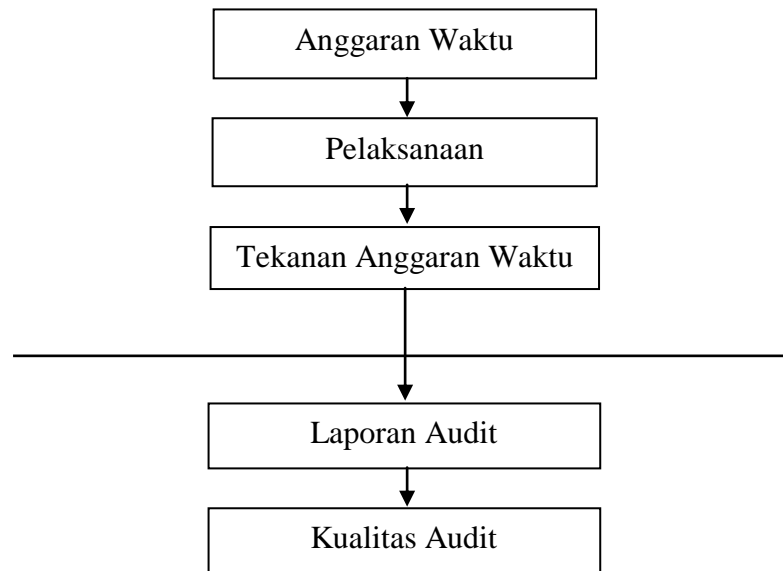 Anggaran Waktu
Pelaksanaan
Tekanan Anggaran Waktu
Laporan Audit
Kualitas Audit